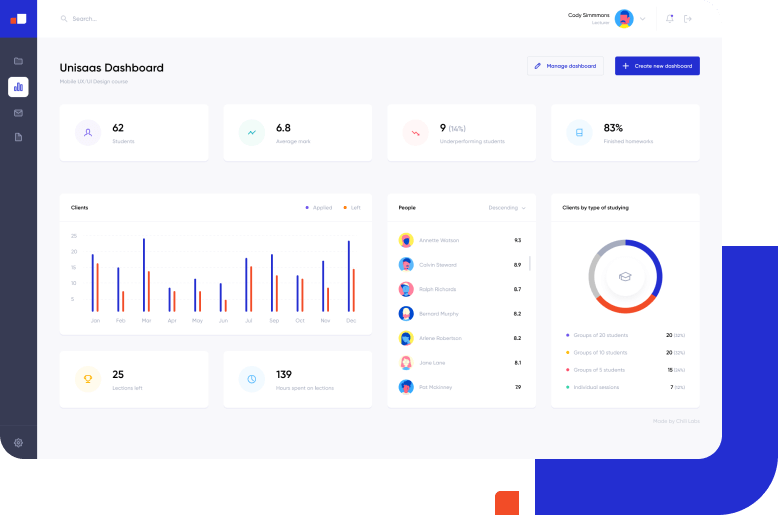 Search...
Cody Simmmons
Lecturer
Unisaas Dashboard
Mobile UX/UI Design course
Manage dashboard
Create new dashboard
62
Students
6.8
Average mark
9 (14%)
Underperforming students
83%
Finished homeworks
Clients
Applied
Left
25
20
15
10
5
Jan Feb Mar Apr May Jun Jul Sep Oct Nov Dec
People
Descending
Annette Watson 9.3
Calvin Steward 8.9
Ralph Richards 8.7
Bernard Murphy 8.2
Arlene Robertson 8.2
Jane Lane 8.1
Pat Mckinney 7.9
Clients by type of studying
Groups of 20 students 20
Groups of 10 students 20
Groups of 5 students 15
Individual sessions 7
25
Lections left
139
Hours spent on lections
Made by Chili Labs